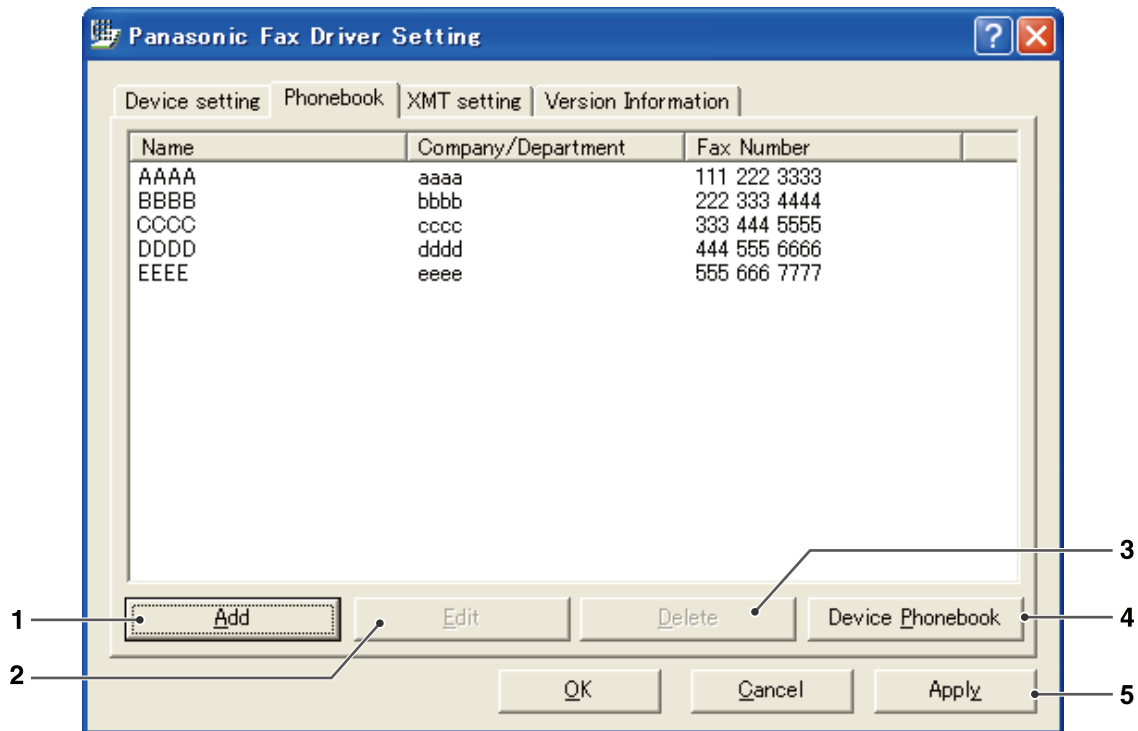 Panasonic Fax Driver Setting
Device setting Phonebook XMT setting Version Information
Name Company/Department Fax Number
AAAA aaaa 111 222 3333
BBBB bbbb 222 333 4444
CCCC cccc 333 444 5555
DDDD dddd 444 555 6666
EEEE eeee 555 666 7777
3
1 Add Edit Delete Device Phonebook 4
2 OK Cancel Apply 5